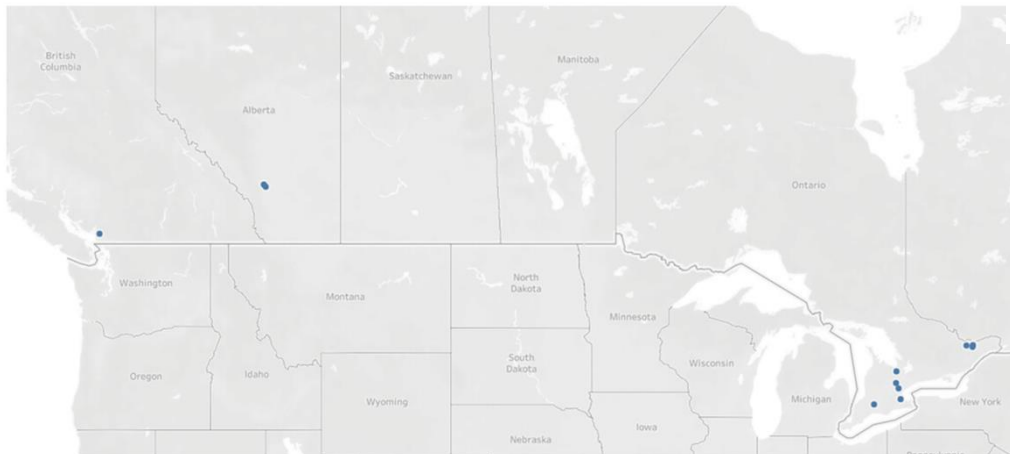 British
Columbia
Alberta
Saskatchewan
Manitoba
Ontario
Washington
Montana
North
Dakota
Minnesota
Oregon
Idaho
South
Dakota
Wisconsin
Michigan
New York
Wyoming
Nebraska
Iowa